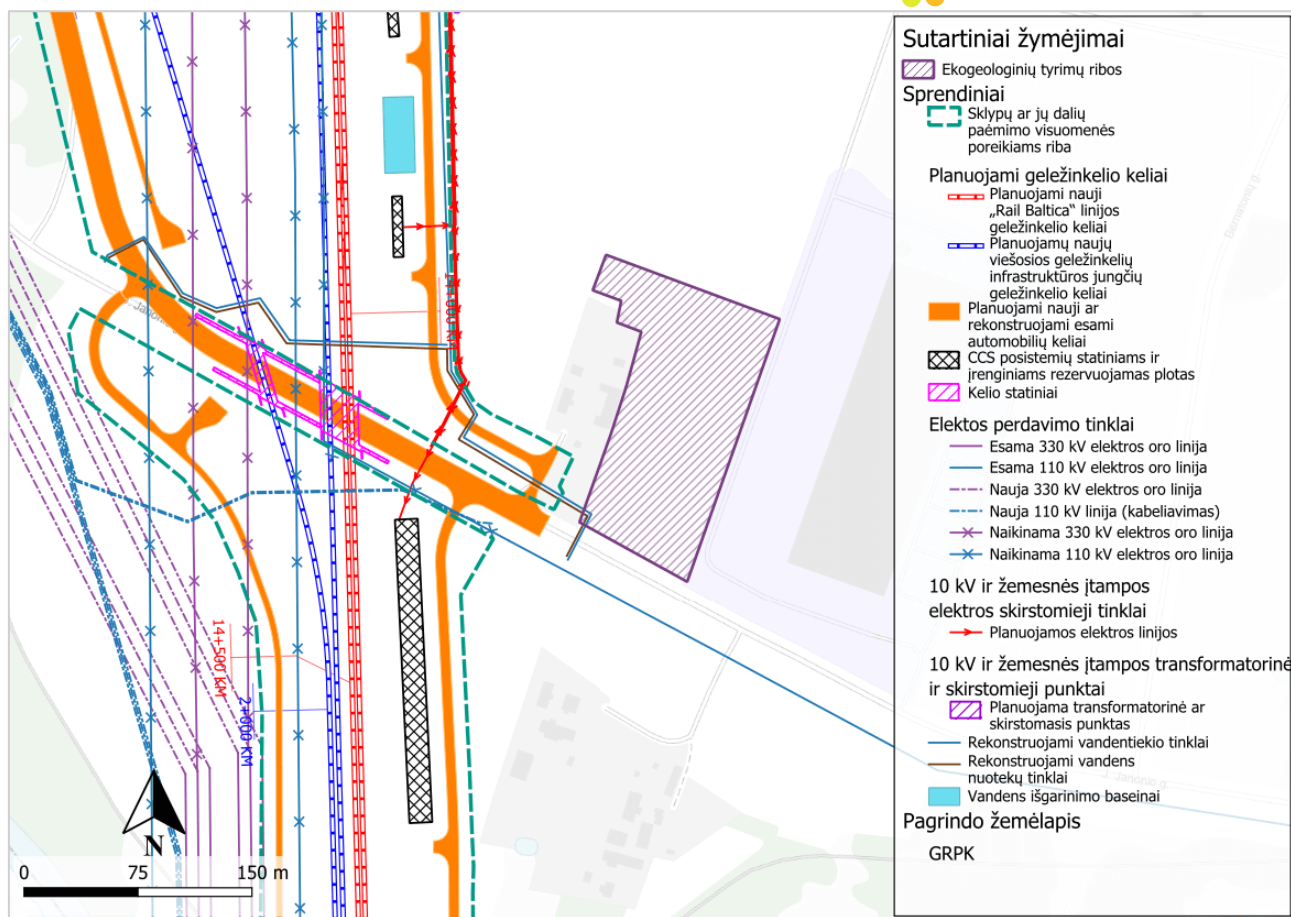 Sutartiniai žymėjimai
Ekogeologinių tyrimų ribos
Sprendiniai
Sklypų ar jų dalių
paėmimo visuomenės
poreikiams riba
Planuojami geležinkelio keliai
Planuojami nauji
„Rail Baltica“ linijos
geležinkelio keliai
Planuojamų naujų
viešosios geležinkelių
infrastruktūros jungčių
geležinkelio keliai
Planuojami nauji ar
rekonstruojami esami
automobilių keliai
CCS posistemių statiniams ir
įrenginiams rezervuojamas plotas
Kelio statiniai
Elektos perdavimo tinklai
Esama 330 kV elektros oro linija
Esama 110 kV elektros oro linija
Nauja 330 kV elektros oro linija
Nauja 110 kV linija (kabeliavimas)
Naikinama 330 kV elektros oro linija
Naikinama 110 kV elektros oro linija
10 kV ir žemesnės įtampos
elektros skirstomieji tinklai
Planuojamos elektros linijos
10 kV ir žemesnės įtampos transformatorinė
ir skirstomieji punktai
Planuojama transformatorinė ar
skirstomasis punktas
Rekonstruojami vandentiekio tinklai
Rekonstruojami vandens
nuotekų tinklai
Vandens išgarinimo baseinai
Pagrindo žemėlapis
GRPK
Bernatonių g.
J. Janonio g.
14+000 KM
14+500 KM
2+000 KM
N
0 75 150 m